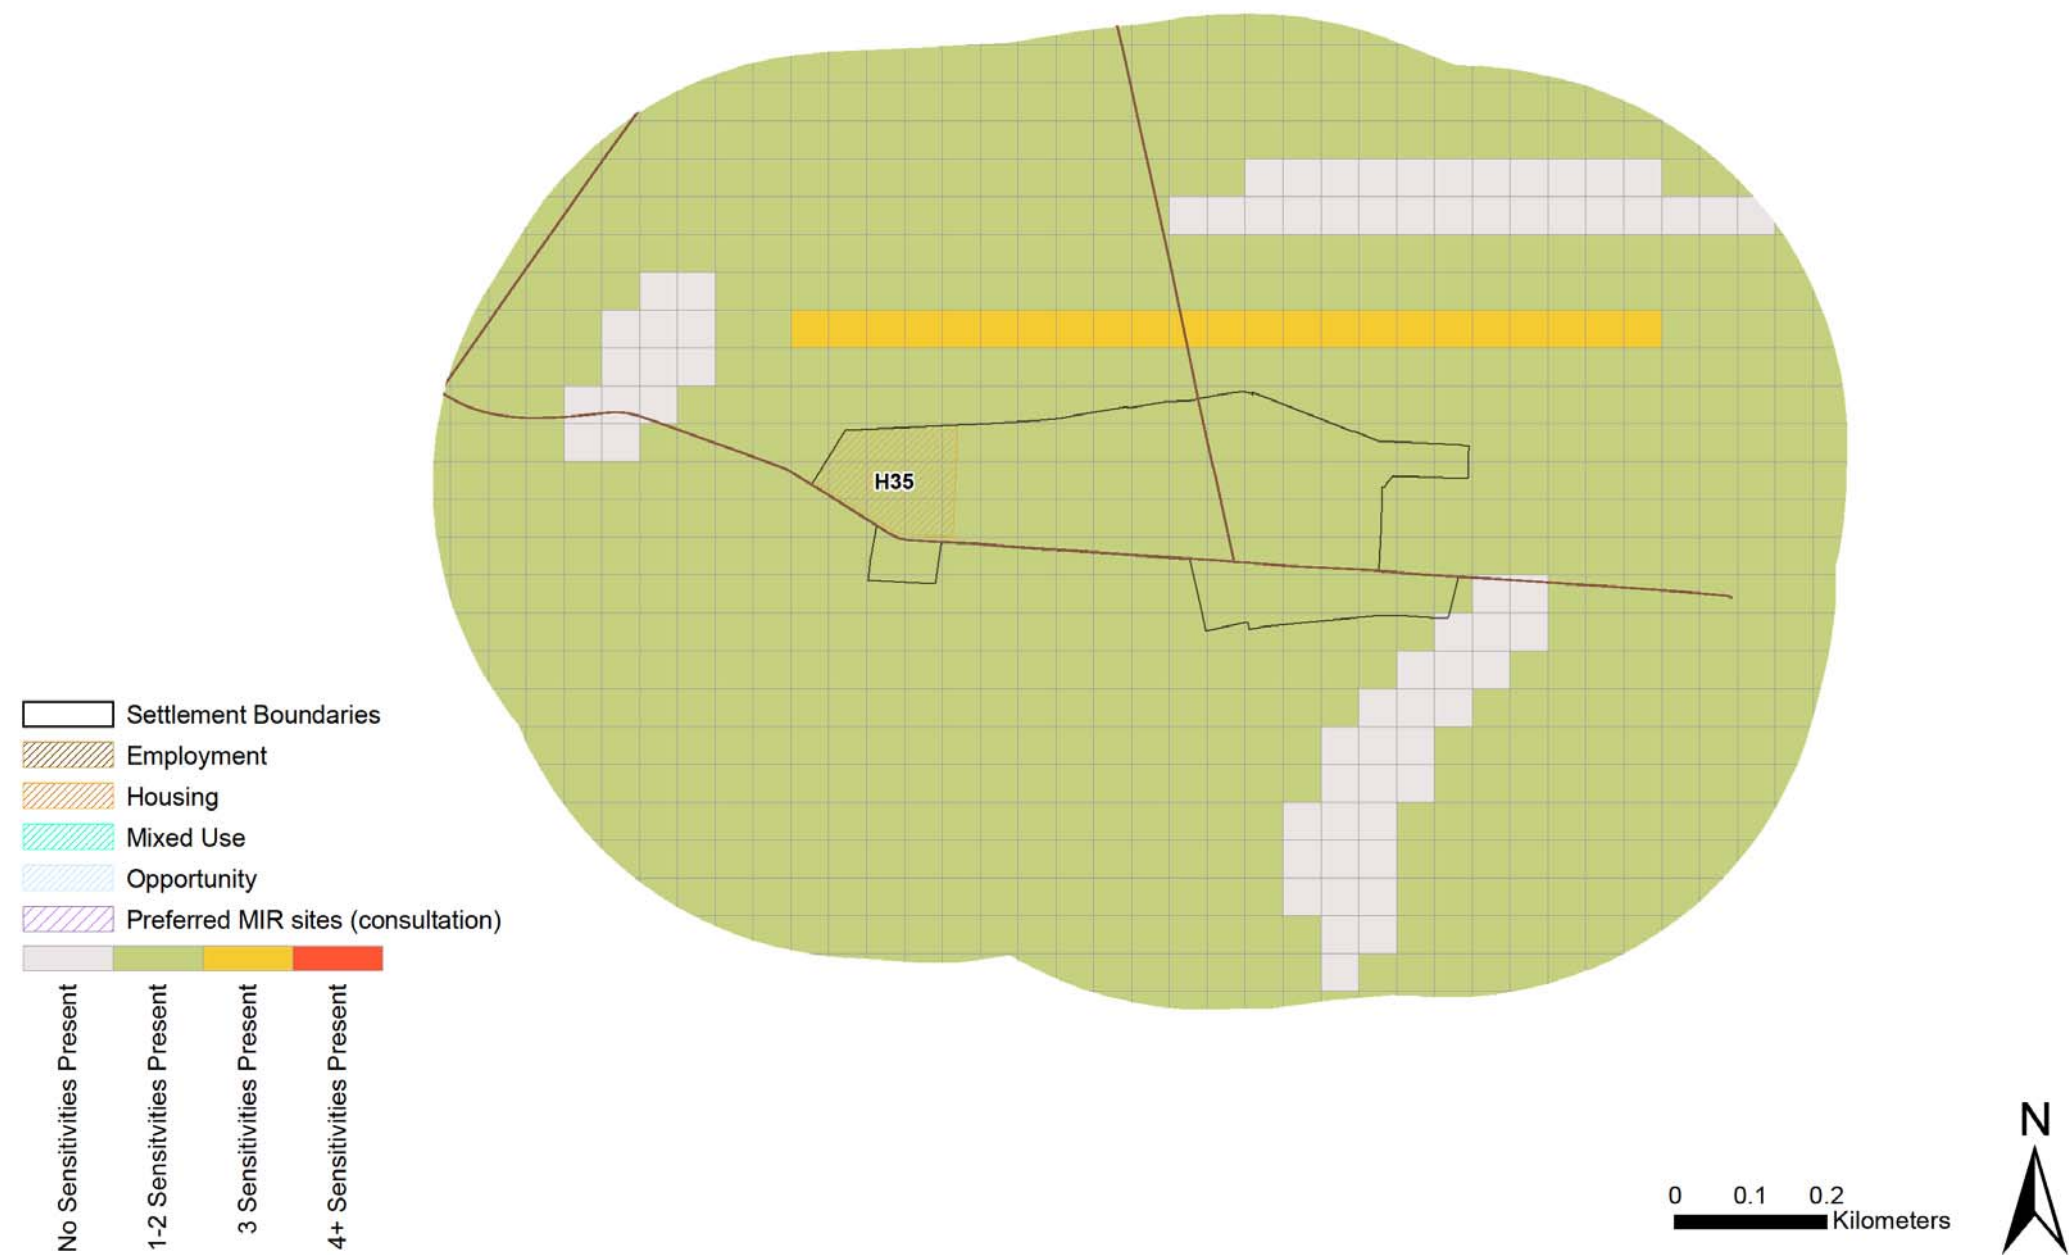 H35
Settlement Boundaries
Employment
Housing
Mixed Use
Opportunity
Preferred MIR sites (consultation)
No Sensitivities Present
1-2 Sensitvities Present
3 Sensitivities Present
4+ Sensitivities Present
N
0 0.1 0.2
Kilometers